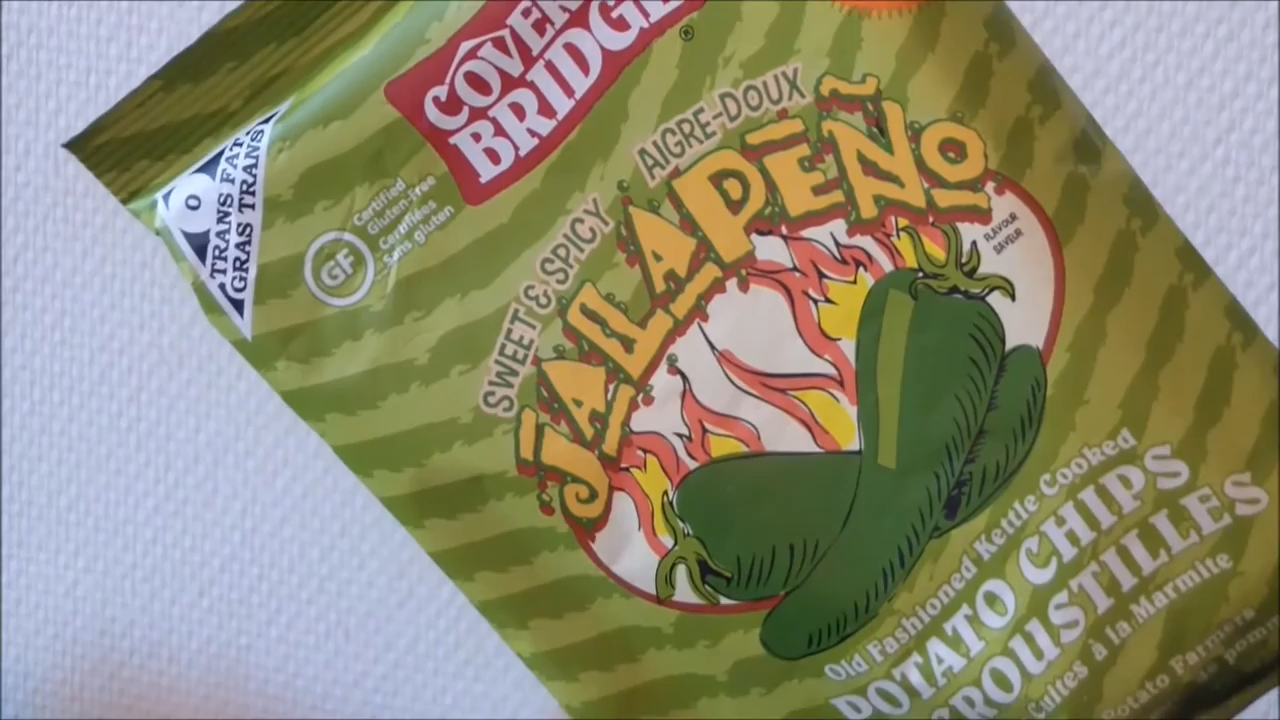 COVER
BRIDGE
®
SWEET & SPICY
AIGRE-DOUX
JALAPEÑO
FLAVOUR
SAVEUR
0
TRANS FAT
GRAS TRANS
GF
Certified
Gluten-Free
Certifiées
Sans gluten
Old Fashioned Kettle Cooked
POTATO CHIPS
CROUSTILLES
Cuites à la Marmite
Potato Farmers